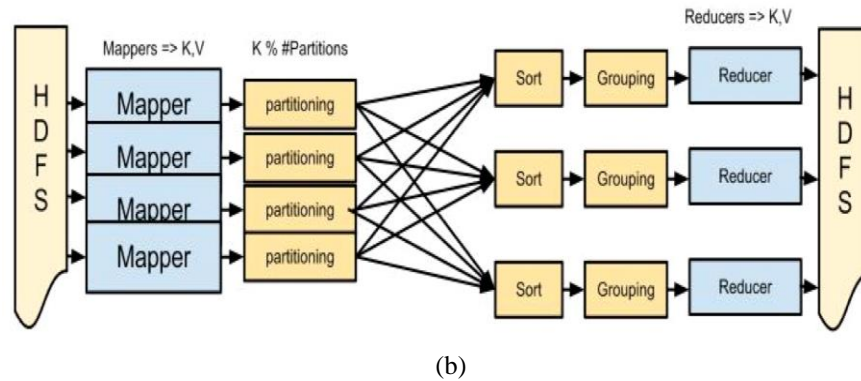 Mappers => K,V
K % #Partitions
Reducers => K,V
H
D
F
S
Mapper
partitioning
Mapper
partitioning
Mapper
partitioning
Mapper
partitioning
Sort
Grouping
Reducer
Sort
Grouping
Reducer
Sort
Grouping
Reducer
H
D
F
S
(b)